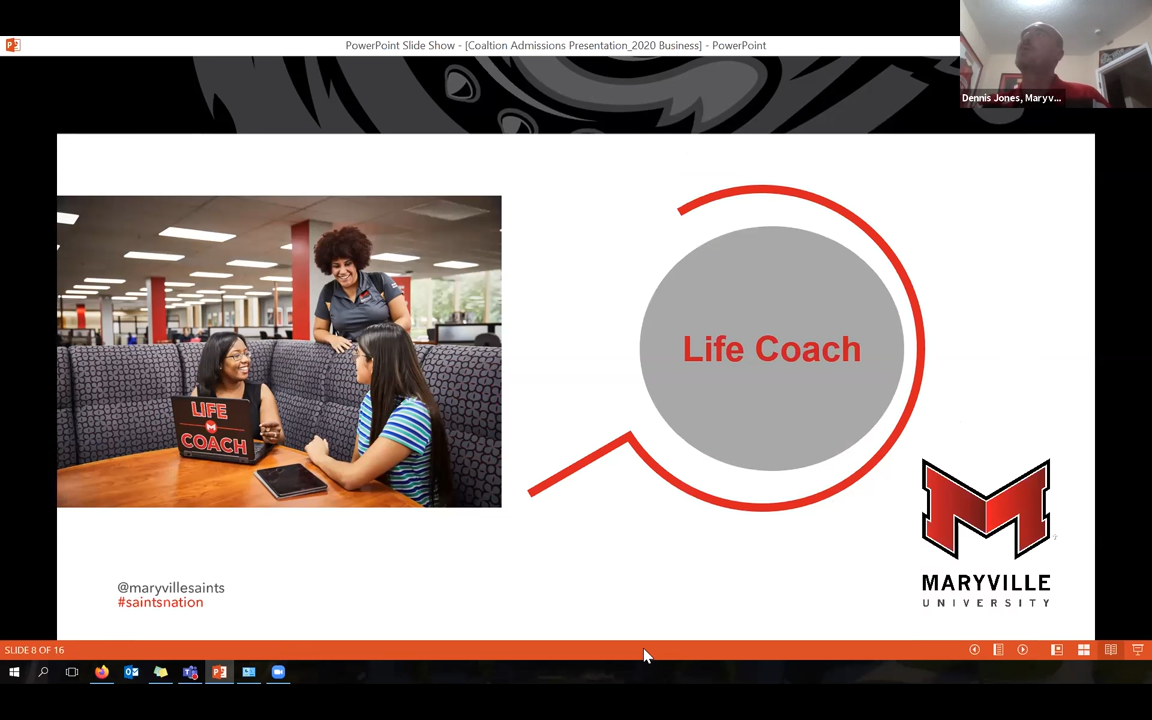 PowerPoint Slide Show - [Coaltion Admissions Presentation_2020 Business] - PowerPoint
Dennis Jones, Maryv...
Life Coach
LIFE
M
COACH
MARYVILLE
UNIVERSITY
@maryvillesaints
#saintsnation
SLIDE 8 OF 16